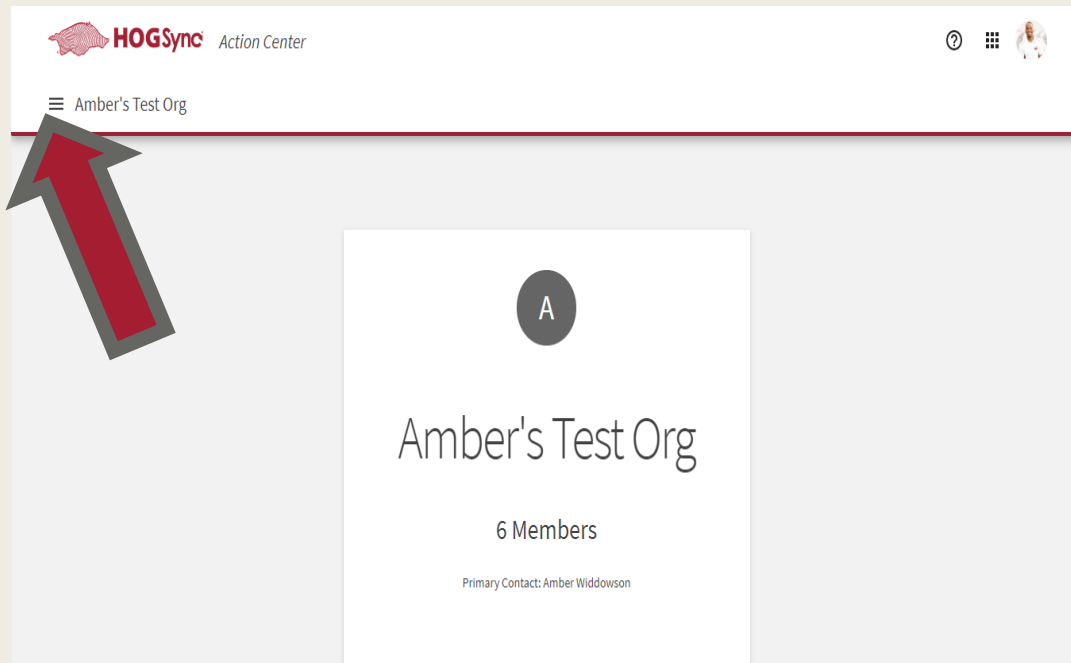 HOGSync Action Center
Amber's Test Org
A
Amber's Test Org
6 Members
Primary Contact: Amber Widdowson